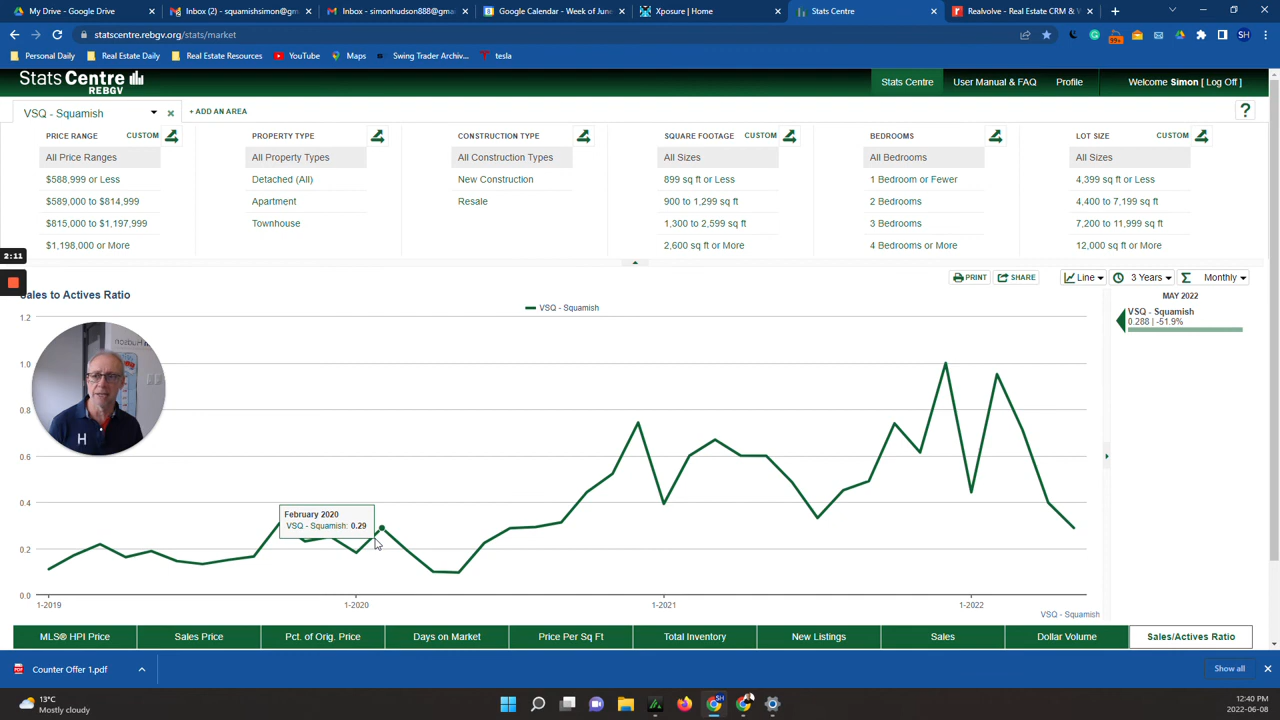 My Drive - Google Drive
Inbox (2) - squamishsimon@gm
Inbox - simonhudson888@gmai
Google Calendar - Week of June
Xposure | Home
Stats Centre
Realvolve - Real Estate CRM & W
statscentre.rebgv.org/stats/market
SH
Personal Daily
Real Estate Daily
Real Estate Resources
YouTube
Maps
Swing Trader Archiv...
tesla
Stats Centre
REBGV
Stats Centre
User Manual & FAQ
Profile
Welcome Simon [ Log Off ]
VSQ - Squamish
+ ADD AN AREA
?
PRICE RANGE CUSTOM
All Price Ranges
$588,999 or Less
$589,000 to $814,999
$815,000 to $1,197,999
$1,198,000 or More
PROPERTY TYPE
All Property Types
Detached (All)
Apartment
Townhouse
CONSTRUCTION TYPE
All Construction Types
New Construction
Resale
SQUARE FOOTAGE CUSTOM
All Sizes
899 sq ft or Less
900 to 1,299 sq ft
1,300 to 2,599 sq ft
2,600 sq ft or More
BEDROOMS
All Bedrooms
1 Bedroom or Fewer
2 Bedrooms
3 Bedrooms
4 Bedrooms or More
LOT SIZE CUSTOM
All Sizes
4,399 sq ft or Less
4,400 to 7,199 sq ft
7,200 to 11,999 sq ft
12,000 sq ft or More
2:11
PRINT
SHARE
Line
3 Years
Σ Monthly
ales to Actives Ratio
VSQ - Squamish
MAY 2022
VSQ - Squamish
0.288 | -51.9%
1.2
1.0
0.8
0.6
0.4
0.2
0.0
H
February 2020
VSQ - Squamish: 0.29
1-2019
1-2020
1-2021
1-2022
VSQ - Squamish
MLS® HPI Price
Sales Price
Pct. of Orig. Price
Days on Market
Price Per Sq Ft
Total Inventory
New Listings
Sales
Dollar Volume
Sales/Actives Ratio
Counter Offer 1.pdf
Show all
13°C
Mostly cloudy
12:40 PM
2022-06-08